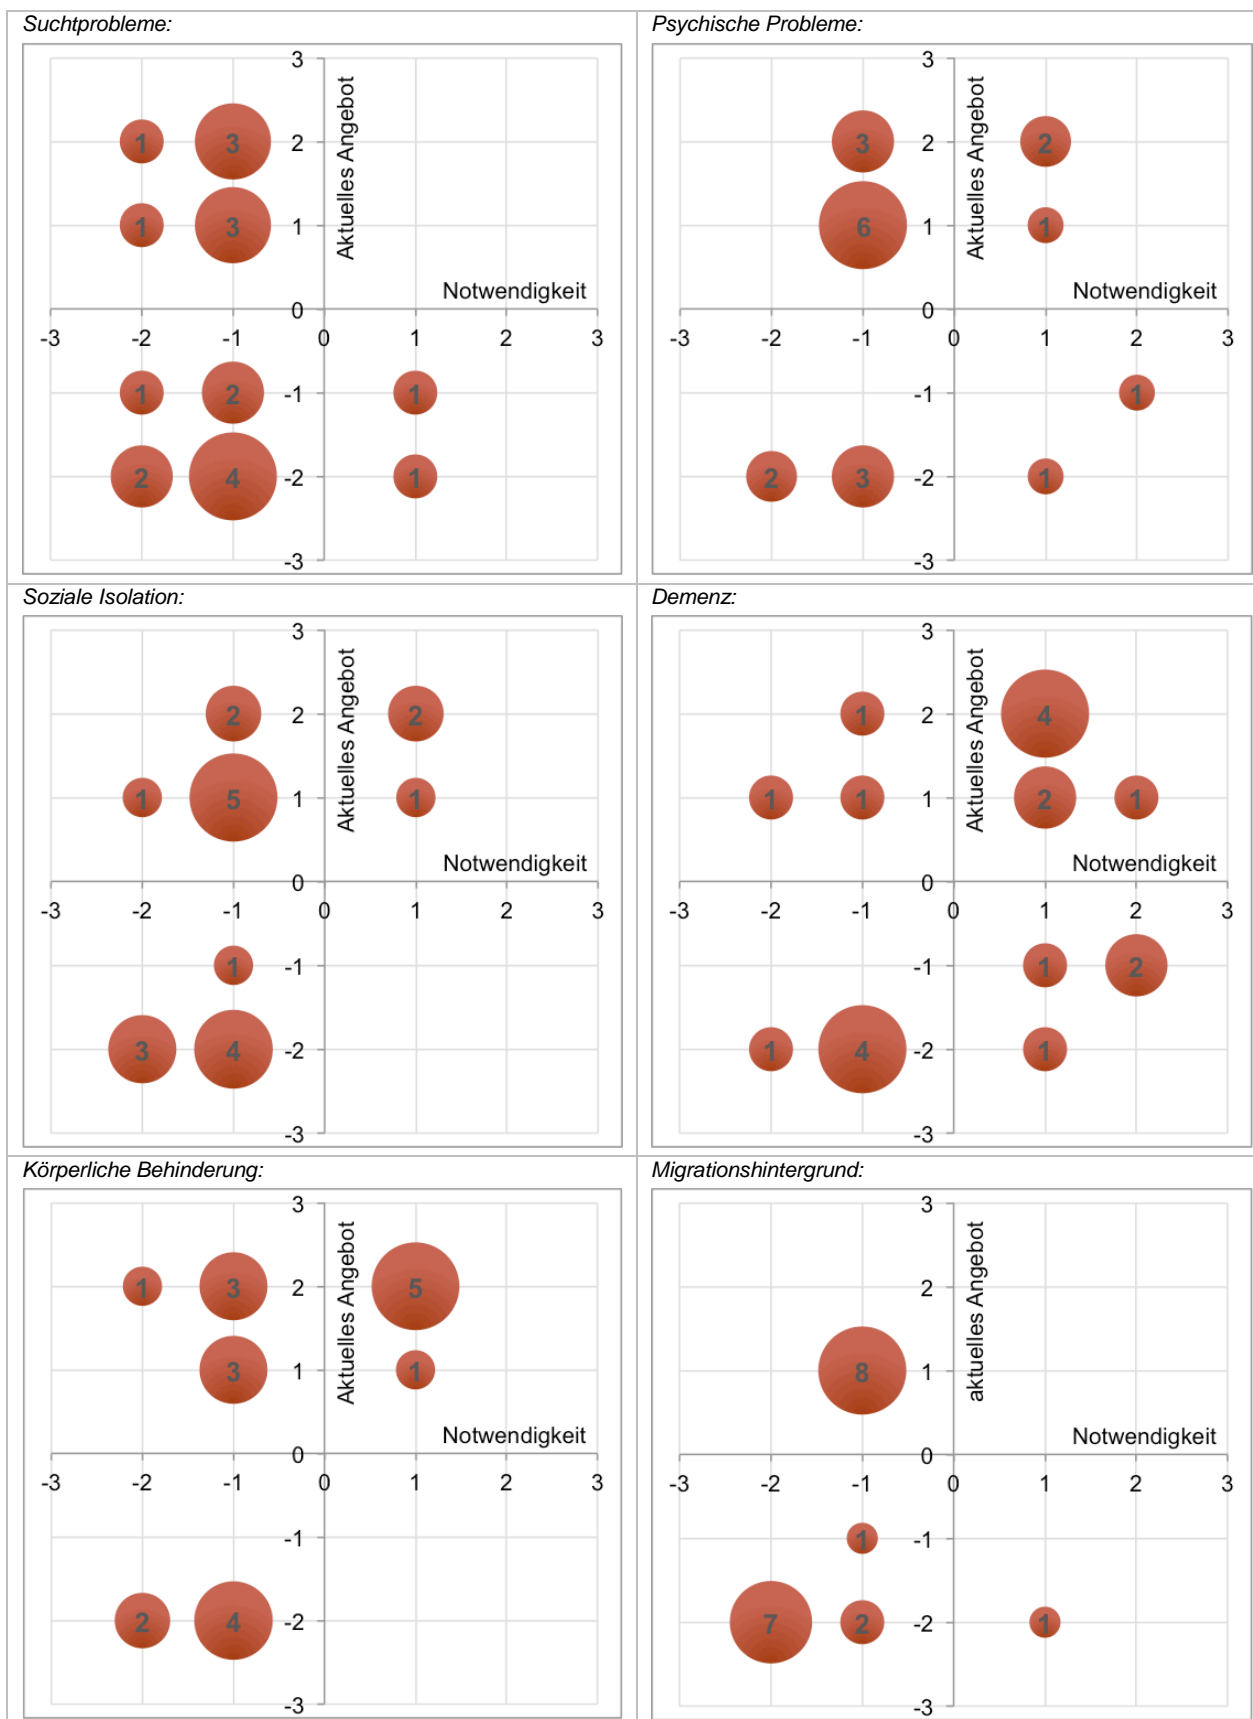 Suchtprobleme:
3
Aktuelles Angebot
1 3 2
1 3 1
Notwendigkeit
0
-3 -2 -1 0 1 2 3
1 2 -1 1
2 4 -2 1
-3
Psychische Probleme:
3
Aktuelles Angebot
3 2 2
6 1 1
Notwendigkeit
0
-3 -2 -1 0 1 2 3
-1 1
2 3 -2 1
-3
Soziale Isolation:
3
Aktuelles Angebot
2 2 2
1 5 1 1
Notwendigkeit
0
-3 -2 -1 0 1 2 3
1 -1
3 4 -2
-3
Demenz:
3
Aktuelles Angebot
1 2 4
1 1 1 2 1
Notwendigkeit
0
-3 -2 -1 0 1 2 3
-1 1 2
1 4 -2 1
-3
Körperliche Behinderung:
3
Aktuelles Angebot
1 3 2 5
3 1 1
Notwendigkeit
0
-3 -2 -1 0 1 2 3
-1
2 4 -2
-3
Migrationshintergrund:
3
aktuelles Angebot
2
8 1
Notwendigkeit
0
-3 -2 -1 0 1 2 3
1 -1
7 2 -2 1
-3